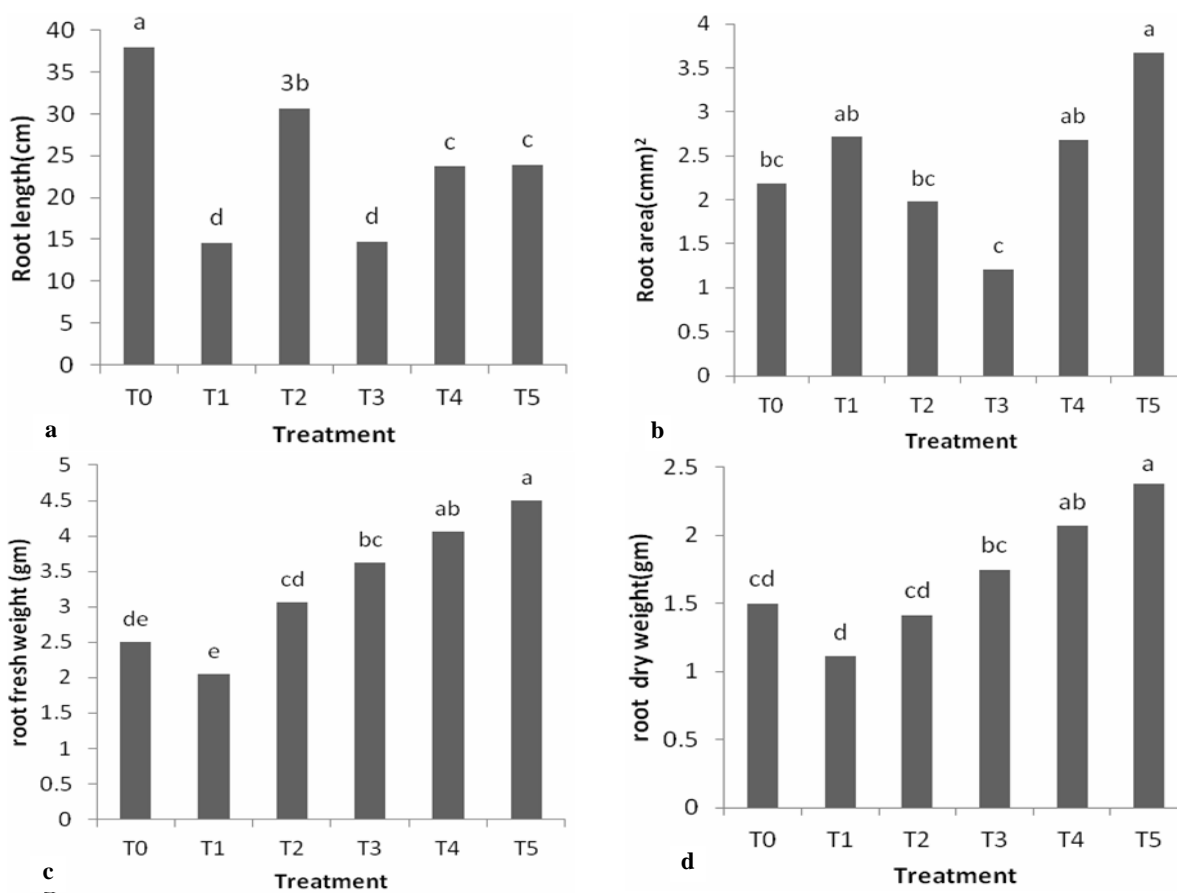 40
35
30
25
20
15
10
5
0
Root length(cm)
a
d
3b
d
c
c
T0 T1 T2 T3 T4 T5
Treatment
a
4
3.5
3
2.5
2
1.5
1
0.5
0
Root area(cmm)²
bc
ab
bc
c
ab
a
T0 T1 T2 T3 T4 T5
Treatment
b
5
4.5
4
3.5
3
2.5
2
1.5
1
0.5
0
root fresh weight (gm)
de
e
cd
bc
ab
a
T0 T1 T2 T3 T4 T5
Treatment
c
2.5
2
1.5
1
0.5
0
root dry weight(gm)
cd
d
cd
bc
ab
a
T0 T1 T2 T3 T4 T5
Treatment
d